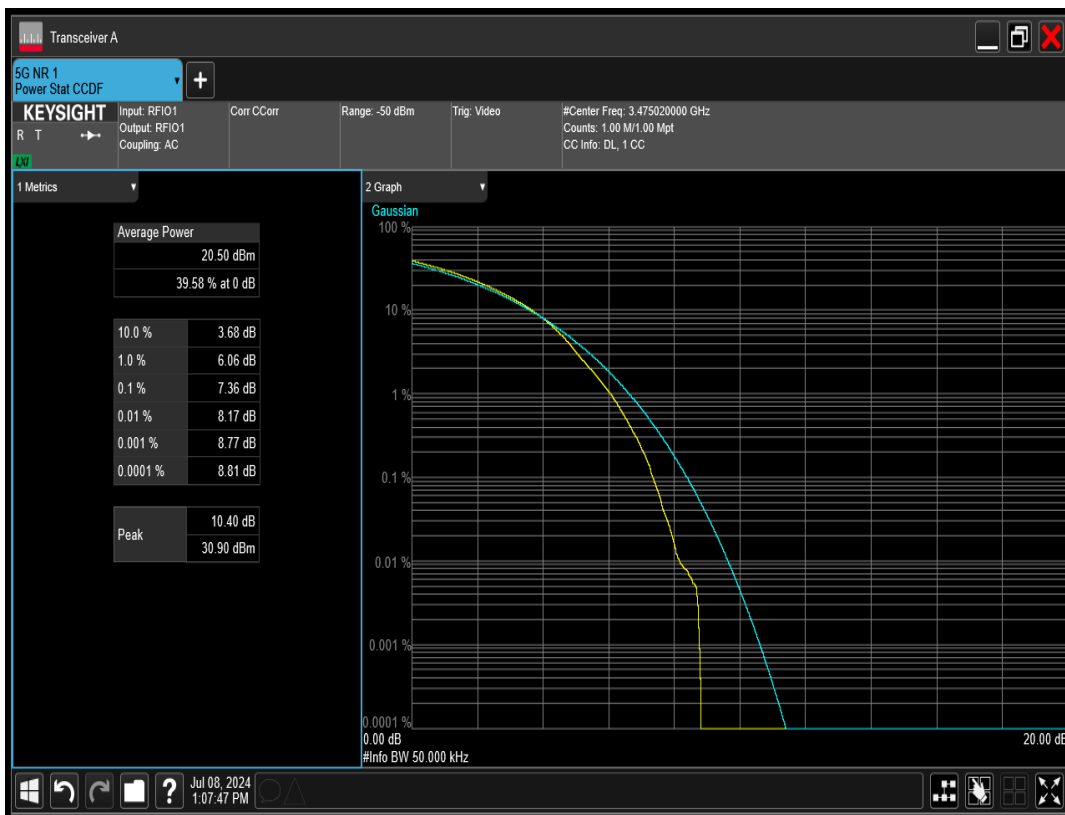 Transceiver A
5G NR 1
Power Stat CCDF
+
KEYSIGHT
R T
LXI
Input: RFIO1
Output: RFIO1
Coupling: AC
Corr CCorr
Range: -50 dBm
Trig: Video
#Center Freq: 3.475020000 GHz
Counts: 1.00 M/1.00 Mpt
CC Info: DL, 1 CC
1 Metrics
Average Power
20.50 dBm
39.58 % at 0 dB
10.0 % 3.68 dB
1.0 % 6.06 dB
0.1 % 7.36 dB
0.01 % 8.17 dB
0.001 % 8.77 dB
0.0001 % 8.81 dB
Peak
10.40 dB
30.90 dBm
2 Graph
Gaussian
100 %
10 %
1 %
0.1 %
0.01 %
0.001 %
0.0001 %
0.00 dB
20.00 dB
#Info BW 50.000 kHz
?
Jul 08, 2024
1:07:47 PM